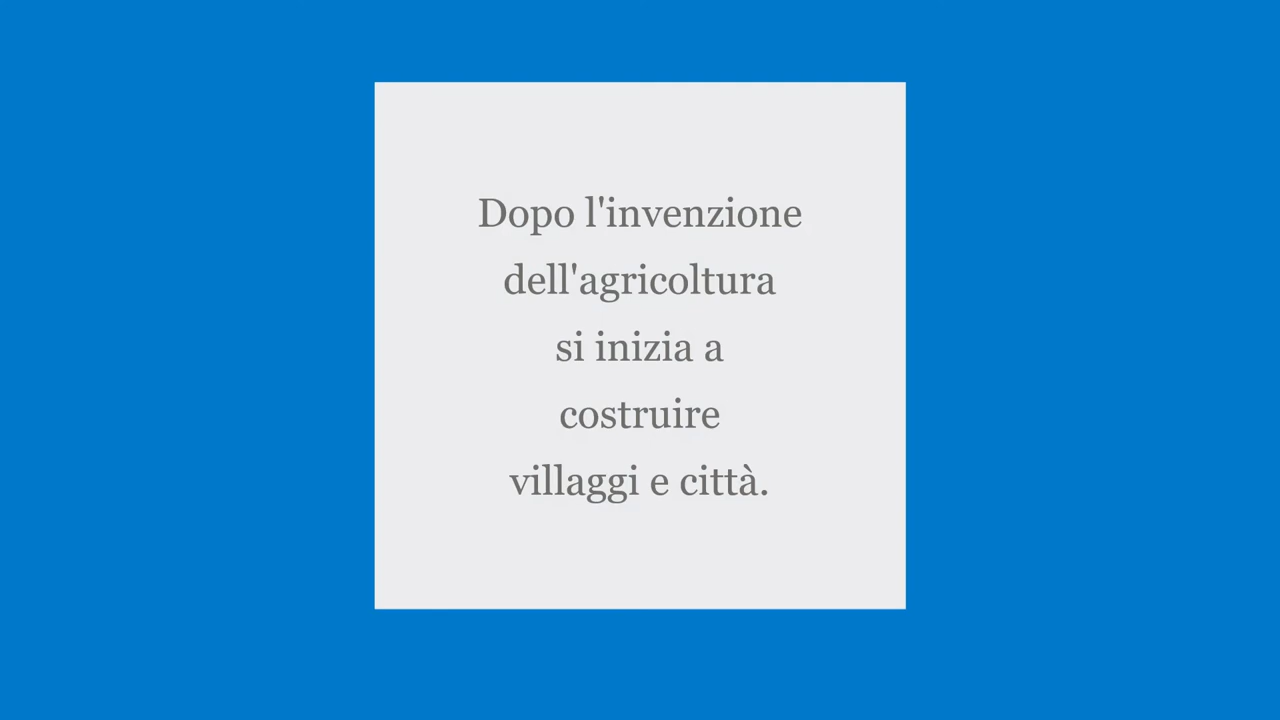 Dopo l'invenzione
dell'agricoltura
si inizia a
costruire
villaggi e città.